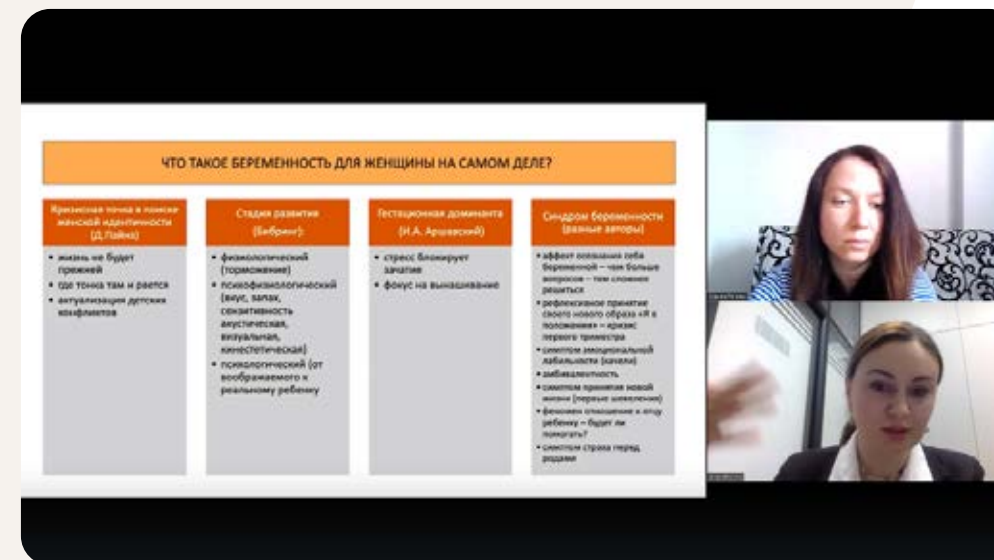 ЧТО ТАКОЕ БЕРЕМЕННОСТЬ ДЛЯ ЖЕНЩИНЫ НА САМОМ ДЕЛЕ?
Кризисная точка в поиске
женской идентичности
(Д.Пайнз)
• жизнь не будет
прежней
• где тонко там и рвется
• актуализация детских
конфликтов
Стадия развития
(Бибринг):
• физиологический
(торможение)
• психофизиологический
(вкус, запах,
сензитивность
акустическая,
визуальная,
кинестетическая)
• психологический (от
воображаемого к
реальному ребенку
Гестационная доминанта
(И.А. Аршавский)
• стресс блокирует
зачатие
• фокус на вынашивание
Синдром беременности
(разные авторы)
• аффект осознания себя
беременной – чем больше
вопросов – тем сложнее
решиться
• рефлексивное принятие
своего нового образа «Я в
положении» – кризис
первого триместра
• симптом эмоциональной
лабильности (качели)
• амбивалентность
• симптом принятия новой
жизни (первые шевеления)
• феномен отношение к отцу
ребенку – будет ли
помогать?
• симптом страха перед
родами